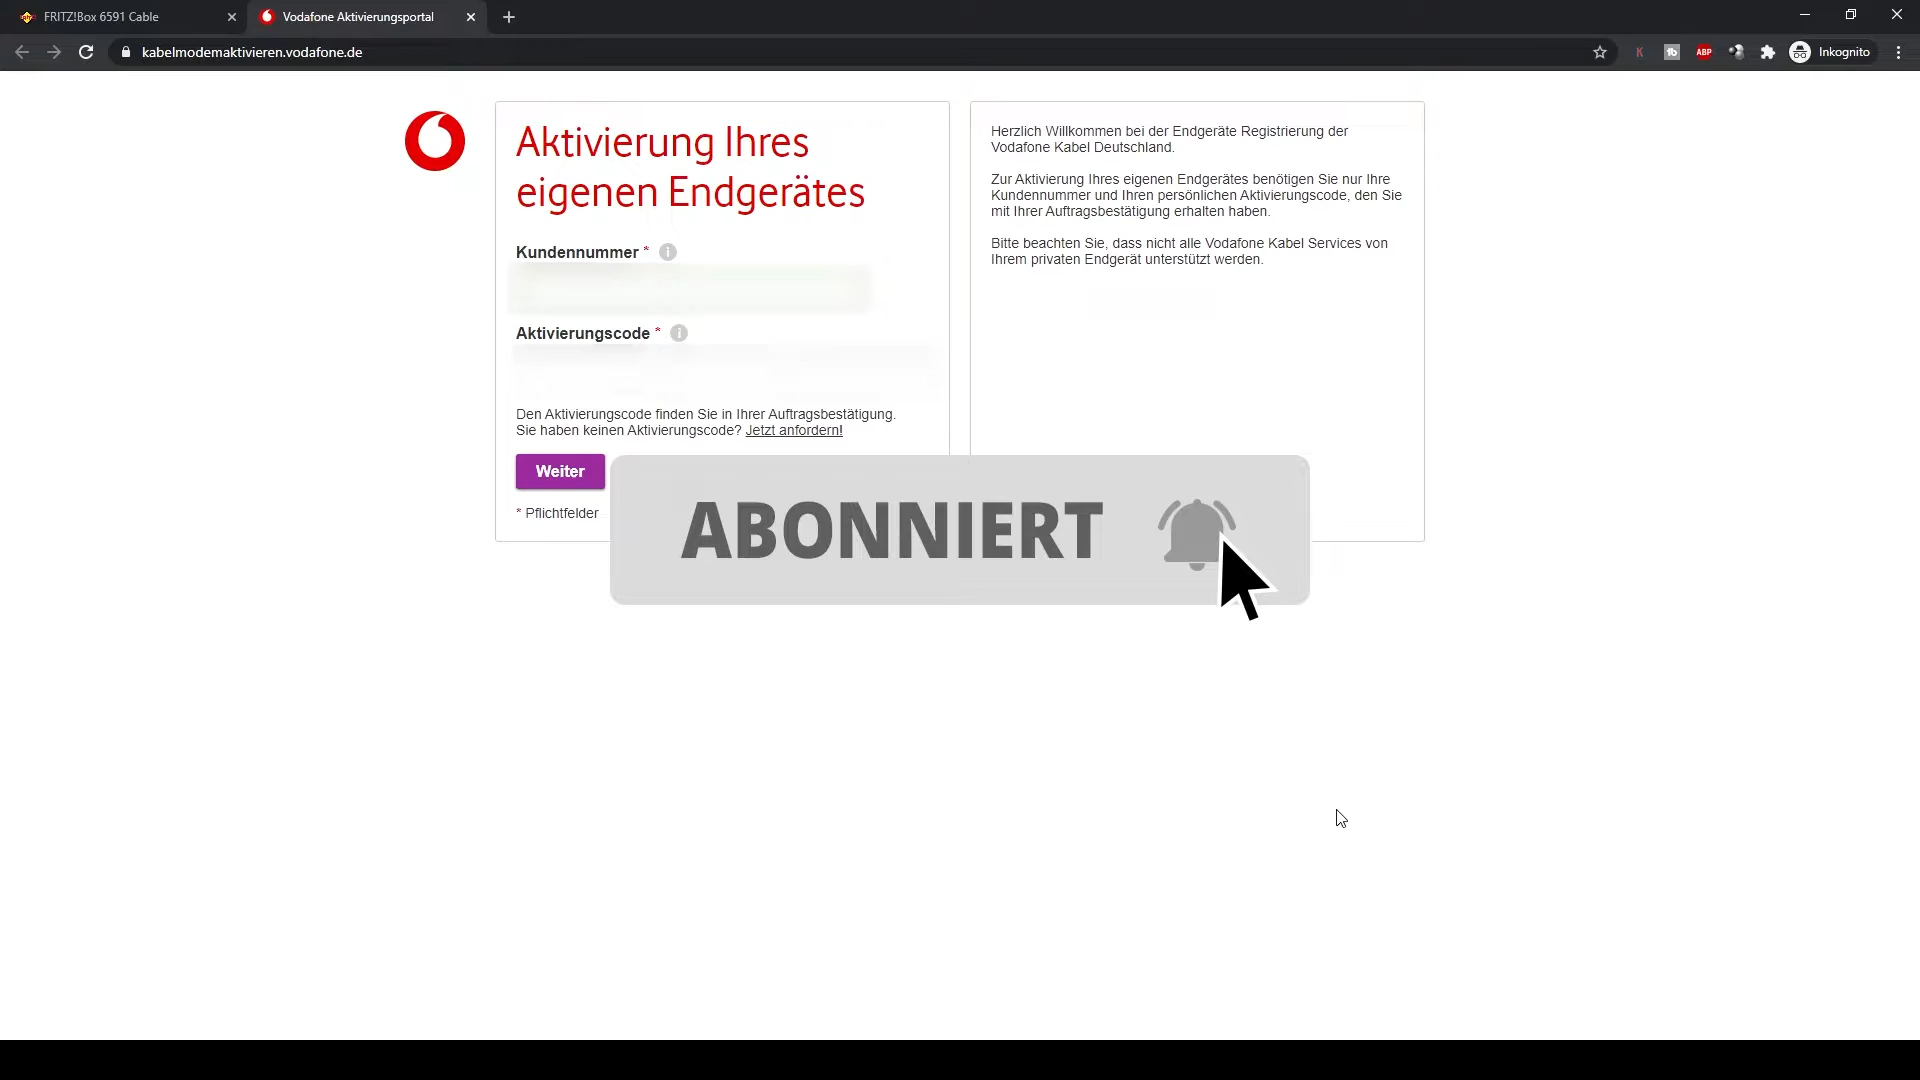 FRITZ!Box 6591 Cable
Vodafone Aktivierungsportal
kabelmodemaktivieren.vodafone.de
ABP
Inkognito
Aktivierung Ihres
eigenen Endgerätes
Kundennummer *
Aktivierungscode *
Den Aktivierungscode finden Sie in Ihrer Auftragsbestätigung.
Sie haben keinen Aktivierungscode? Jetzt anfordern!
Weiter
* Pflichtfelder
Herzlich Willkommen bei der Endgeräte Registrierung der
Vodafone Kabel Deutschland.
Zur Aktivierung Ihres eigenen Endgerätes benötigen Sie nur Ihre
Kundennummer und Ihren persönlichen Aktivierungscode, den Sie
mit Ihrer Auftragsbestätigung erhalten haben.
Bitte beachten Sie, dass nicht alle Vodafone Kabel Services von
Ihrem privaten Endgerät unterstützt werden.
ABONNIERT